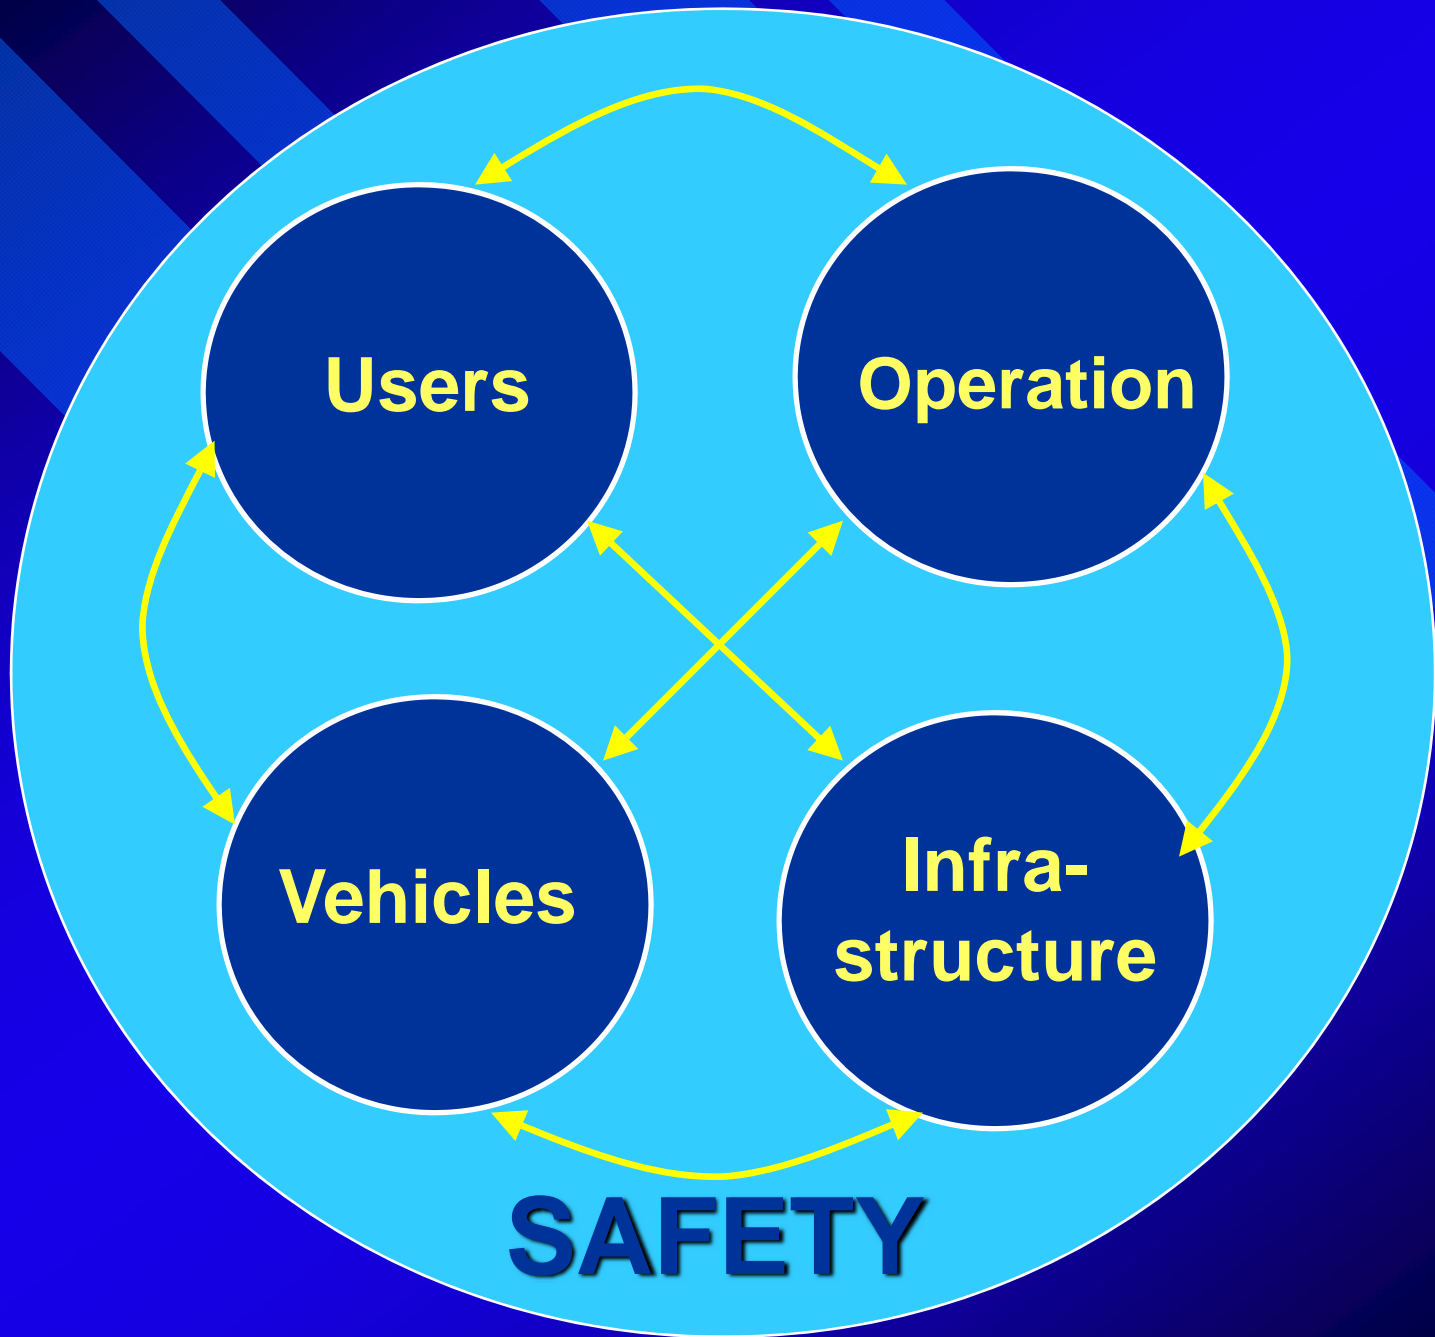 Users
Operation
Vehicles
Infra-
structure
SAFETY